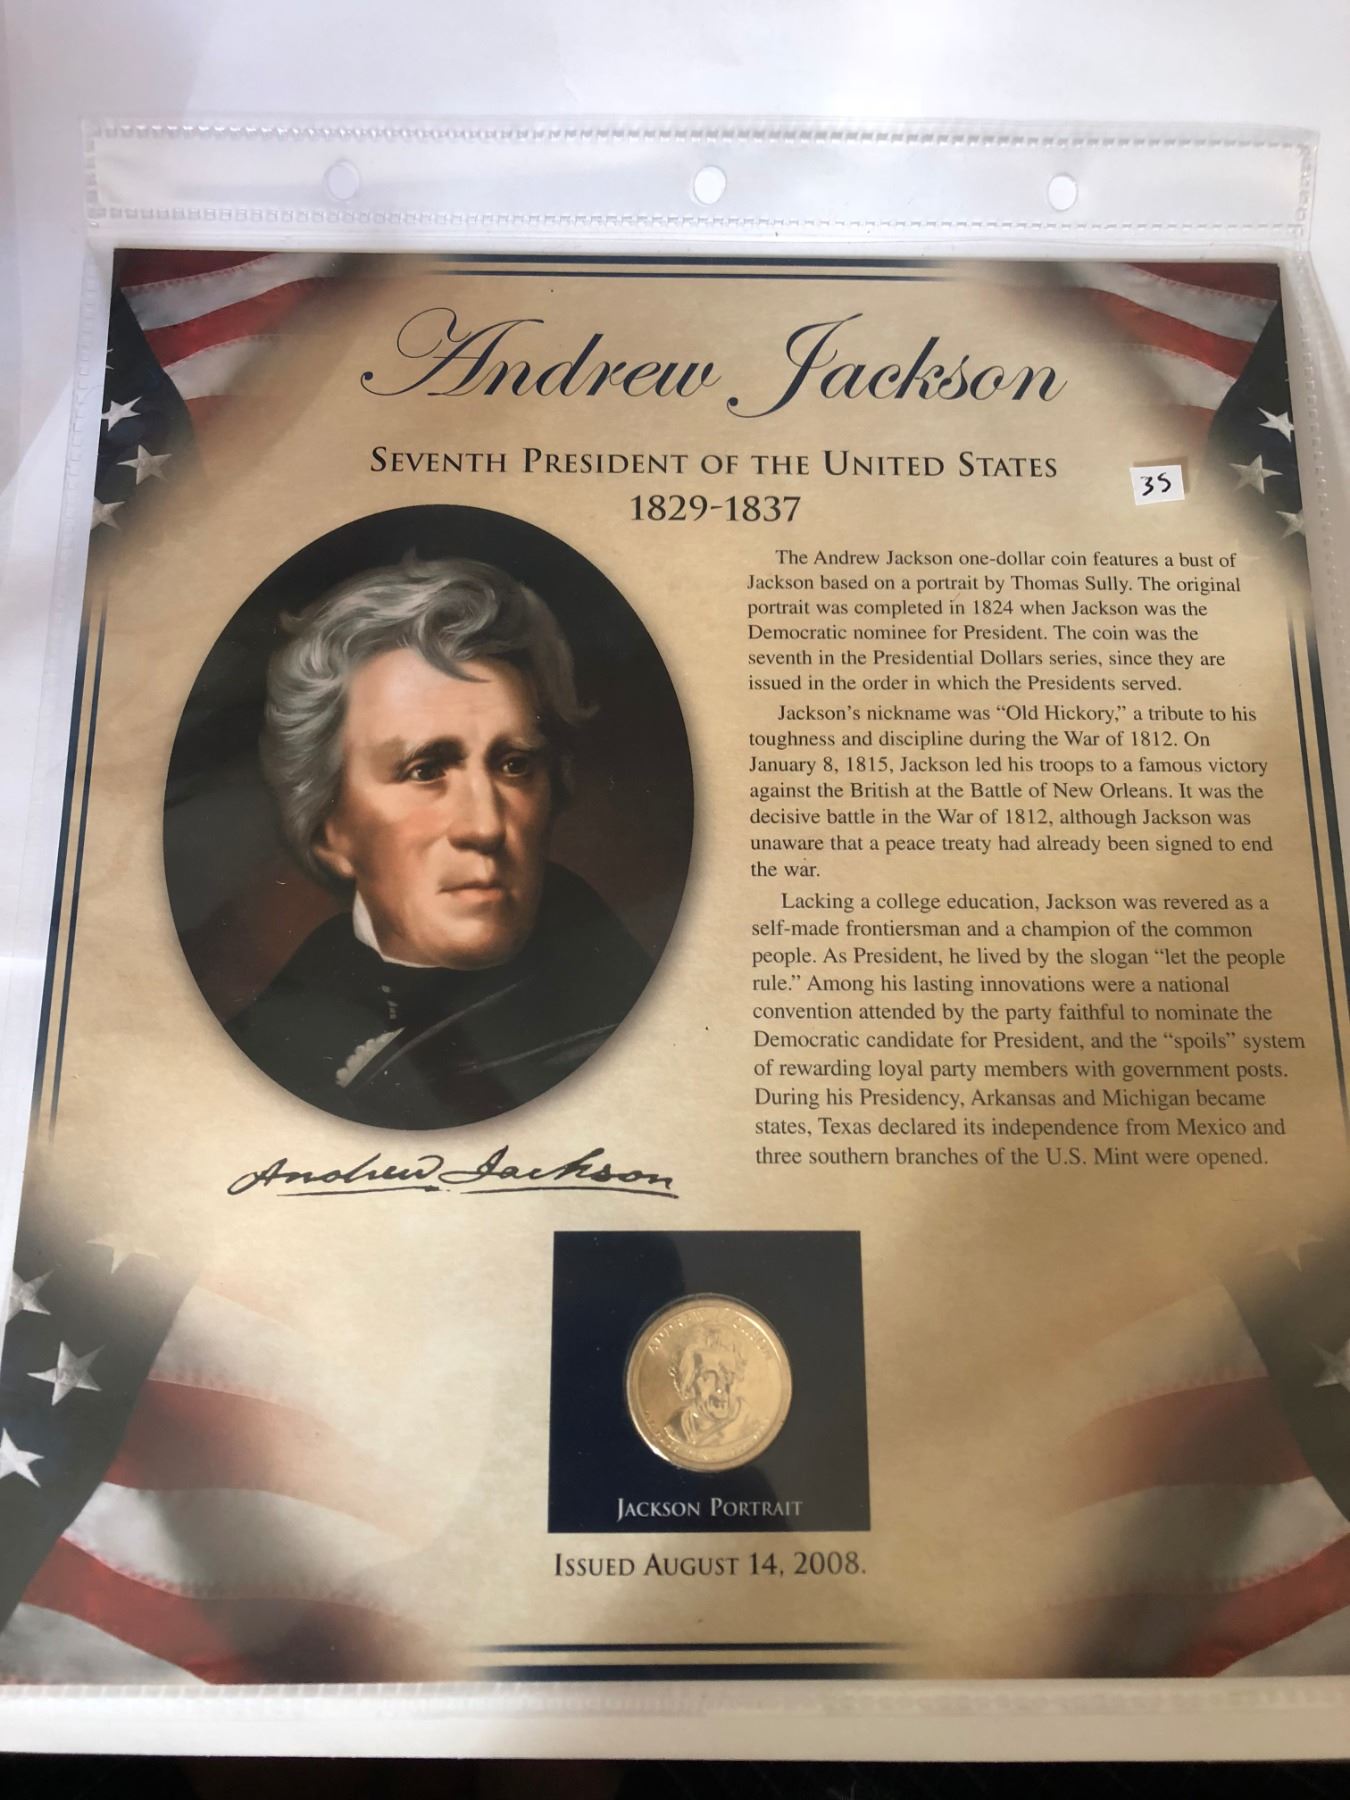 Andrew Jackson
Seventh President of the United States
1829-1837
35
The Andrew Jackson one-dollar coin features a bust of
Jackson based on a portrait by Thomas Sully. The original
portrait was completed in 1824 when Jackson was the
Democratic nominee for President. The coin was the
seventh in the Presidential Dollars series, since they are
issued in the order in which the Presidents served.
Jackson's nickname was “Old Hickory,” a tribute to his
toughness and discipline during the War of 1812. On
January 8, 1815, Jackson led his troops to a famous victory
against the British at the Battle of New Orleans. It was the
decisive battle in the War of 1812, although Jackson was
unaware that a peace treaty had already been signed to end
the war.
Lacking a college education, Jackson was revered as a
self-made frontiersman and a champion of the common
people. As President, he lived by the slogan “let the people
rule.” Among his lasting innovations were a national
convention attended by the party faithful to nominate the
Democratic candidate for President, and the “spoils” system
of rewarding loyal party members with government posts.
During his Presidency, Arkansas and Michigan became
states, Texas declared its independence from Mexico and
three southern branches of the U.S. Mint were opened.
Andrew Jackson
ANDREW JACKSON
Jackson Portrait
Issued August 14, 2008.